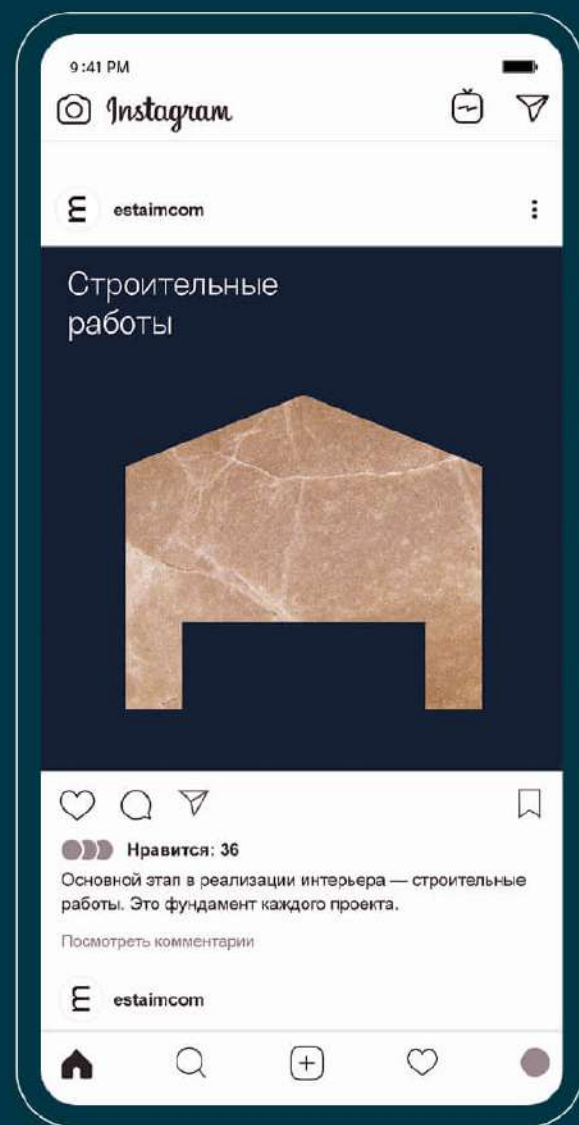 9:41 PM
Instagram
estaimcom
Строительные
работы
Нравится: 36
Основной этап в реализации интерьера — строительные
работы. Это фундамент каждого проекта.
Посмотреть комментарии
estaimcom